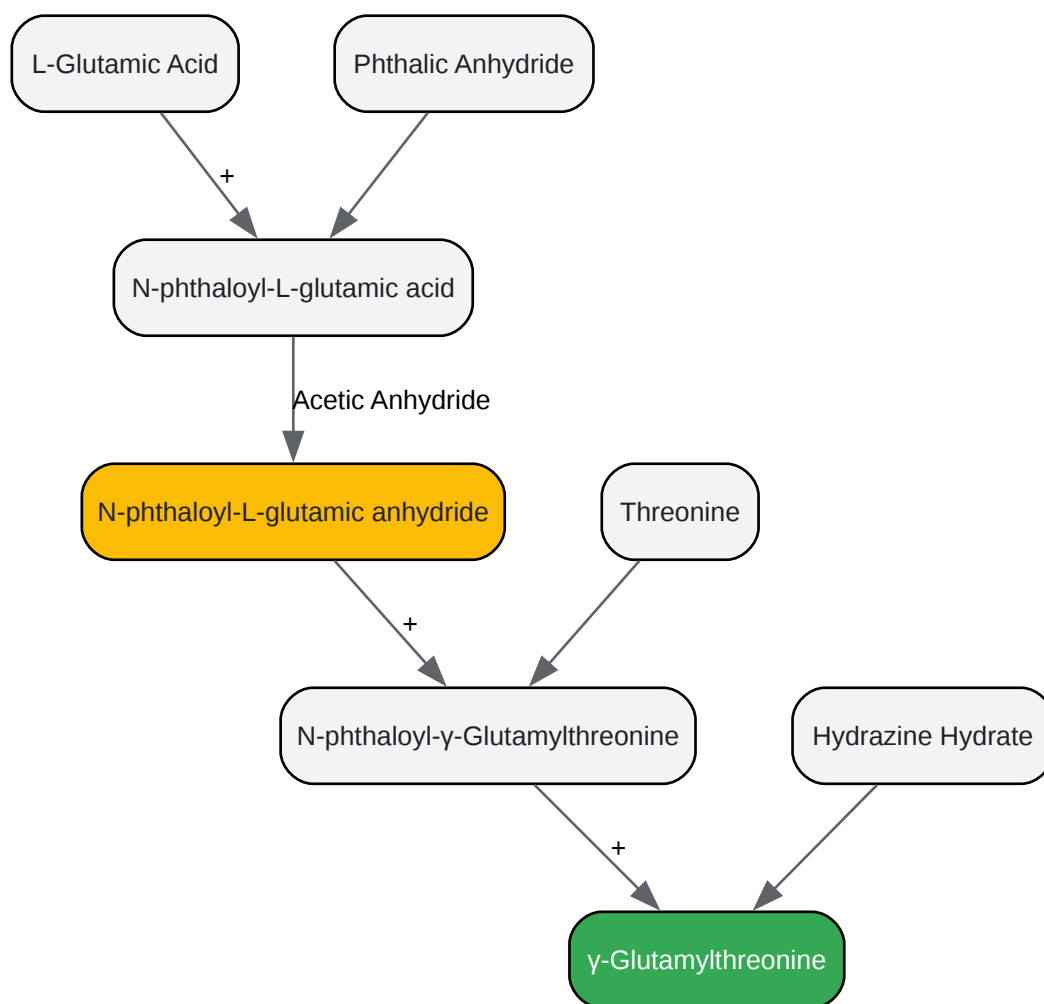 L-Glutamic Acid
Phthalic Anhydride
+
N-phthaloyl-L-glutamic acid
Acetic Anhydride
N-phthaloyl-L-glutamic anhydride
Threonine
+
N-phthaloyl-γ-Glutamylthreonine
Hydrazine Hydrate
+
γ-Glutamylthreonine